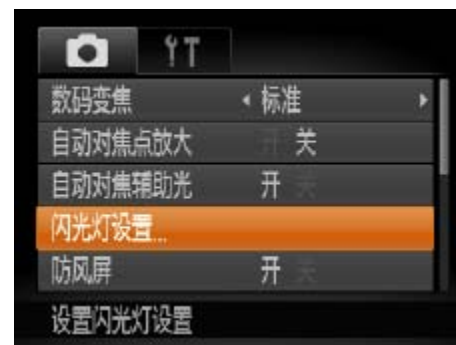 数码变焦 标准
自动对焦点放大 开 关
自动对焦辅助光 开 关
闪光灯设置...
防风屏 开 关
设置闪光灯设置